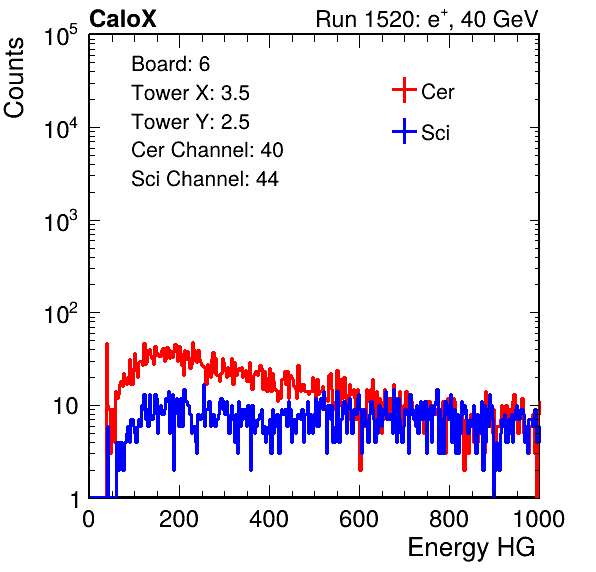 CaloX Run 1520: e+, 40 GeV
Counts
10^5
10^4
10^3
10^2
10
1
Board: 6
Tower X: 3.5
Tower Y: 2.5
Cer Channel: 40
Sci Channel: 44
Cer
Sci
0 200 400 600 800 1000
Energy HG